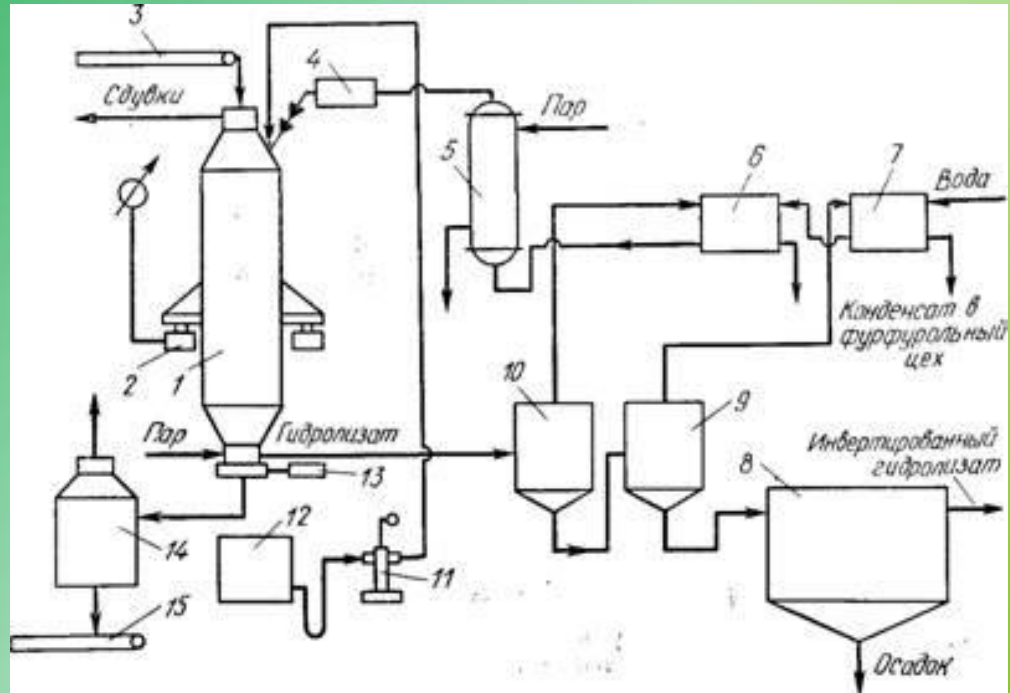 3
Сдувки
4
Пар
5
6
7
Вода
2
1
Конденсат в
фурфурольный
цех
10
9
Пар
Гидролизат
13
Инвертированный
гидролизат
8
14
12
11
15
Осадок